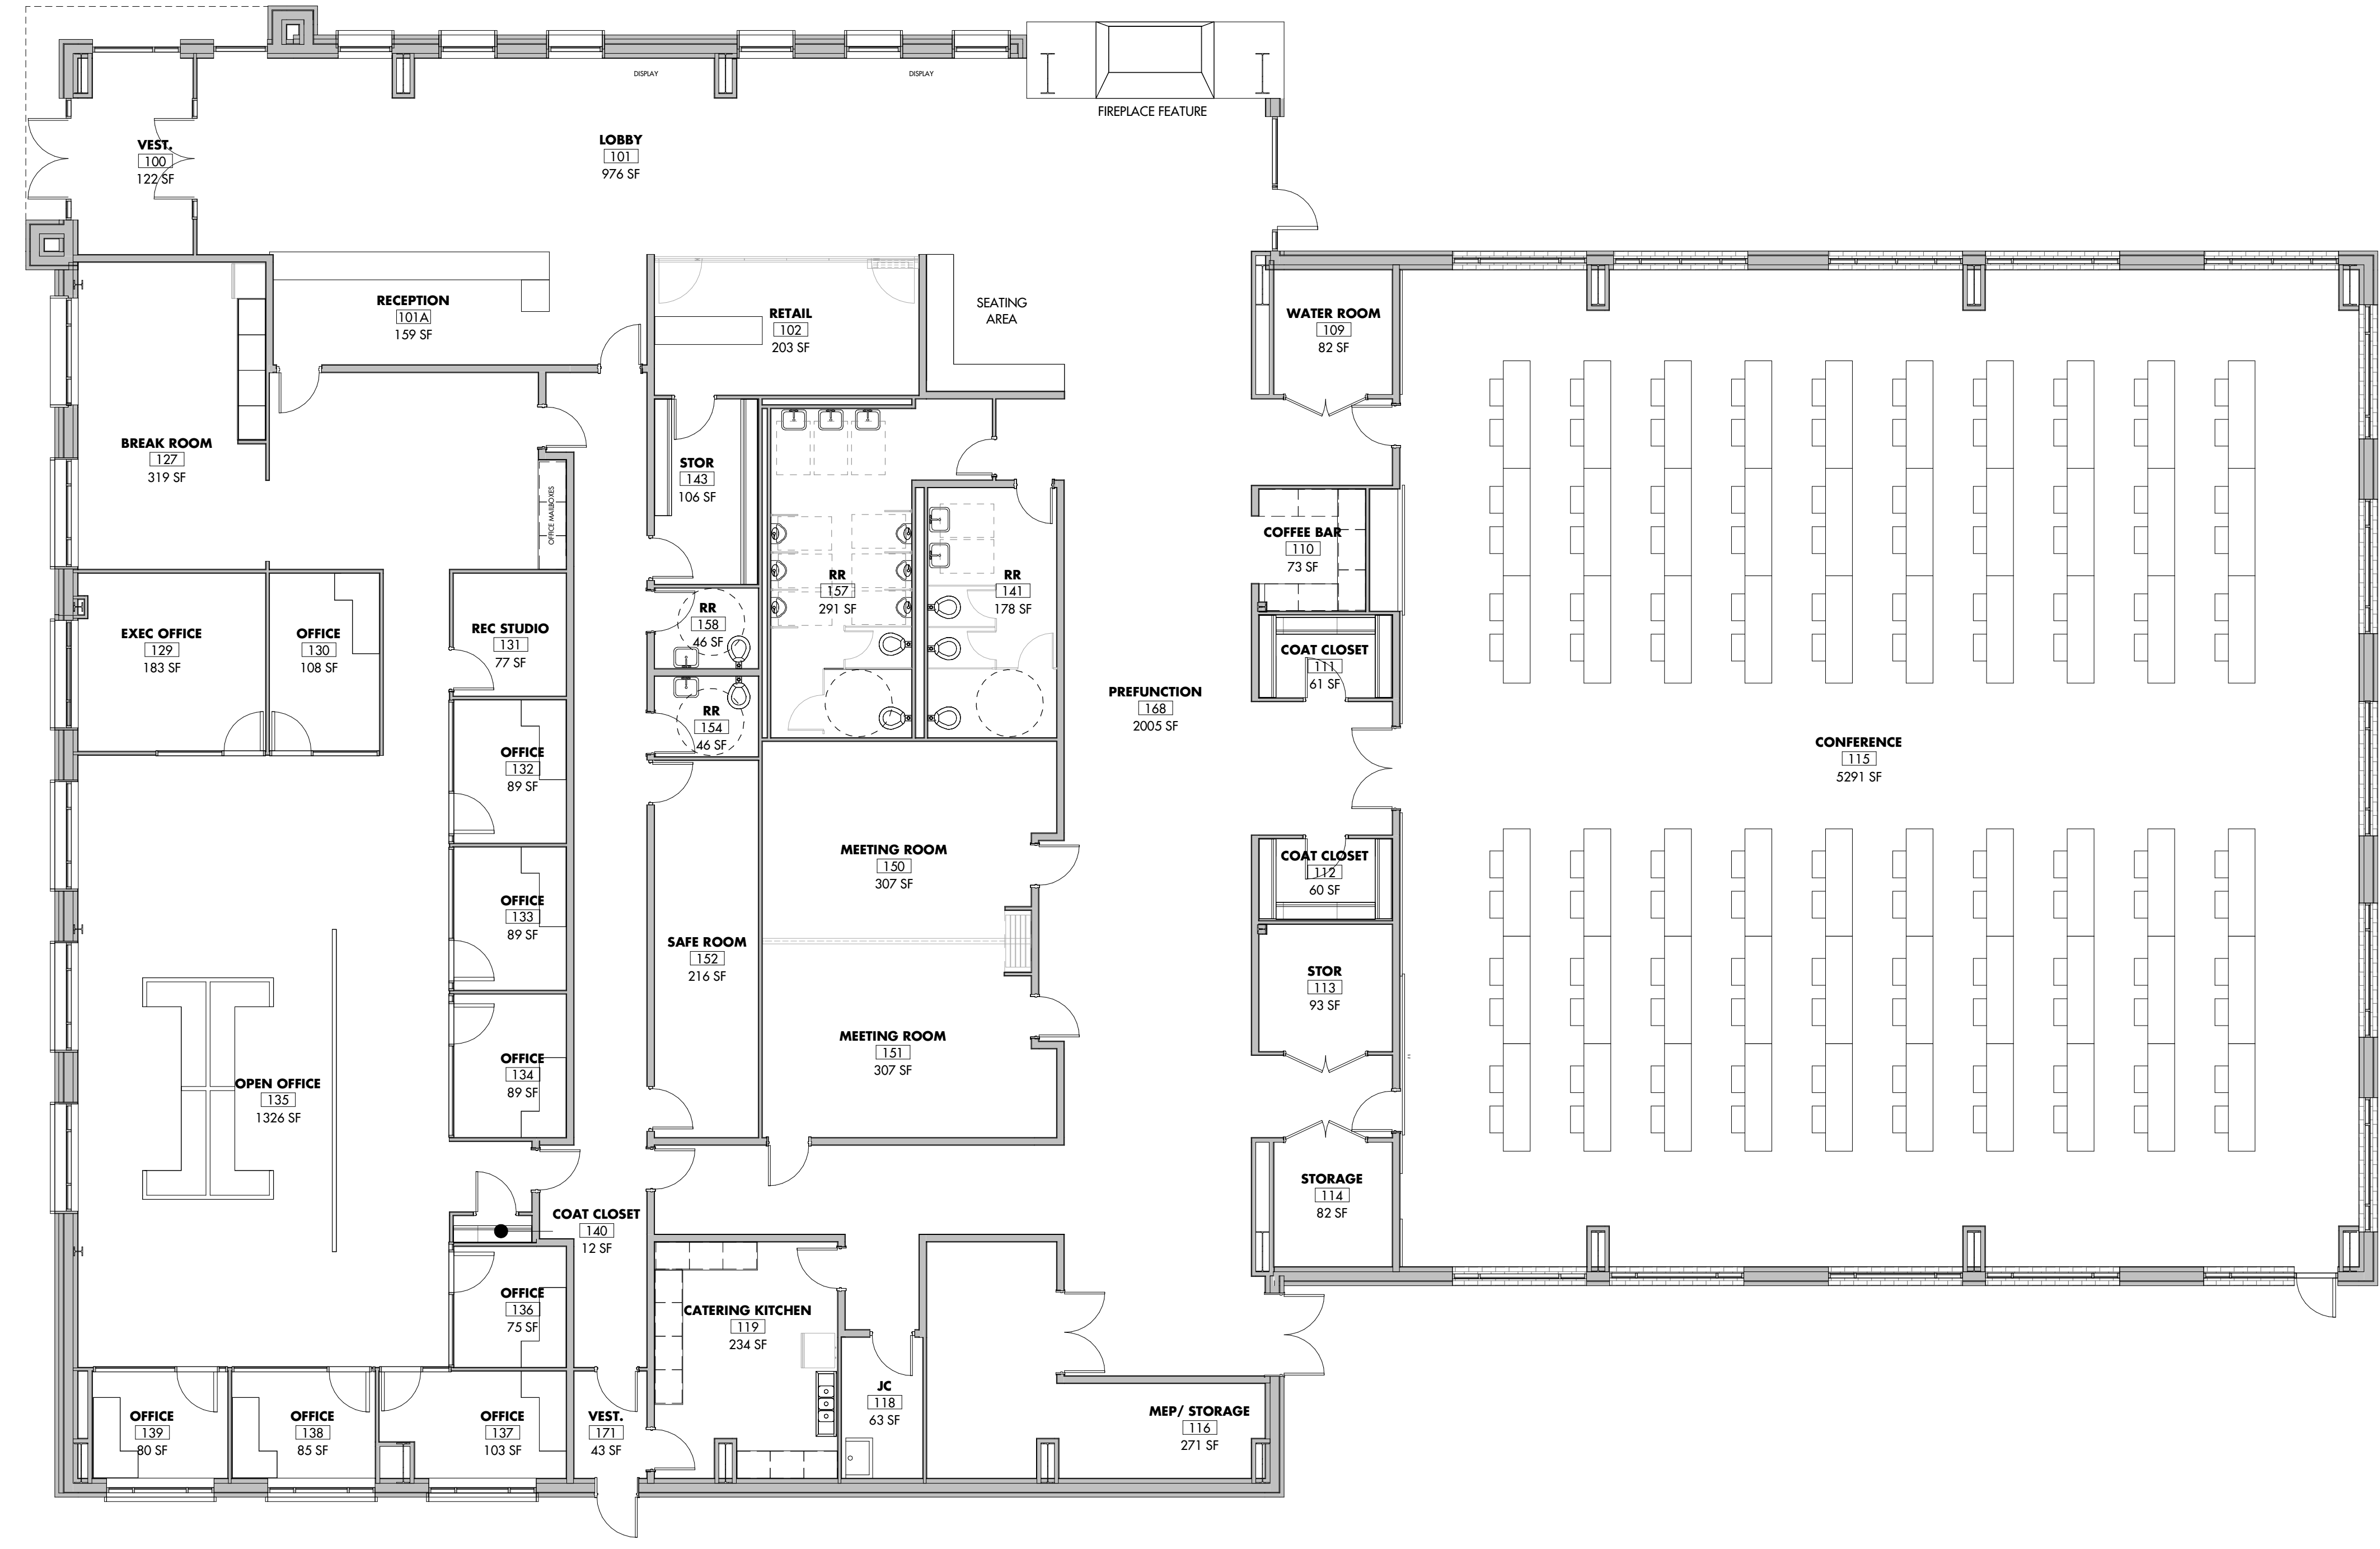 DISPLAY
DISPLAY
FIREPLACE FEATURE
VEST.
100
122 SF
LOBBY
101
976 SF
RECEPTION
101A
159 SF
RETAIL
102
203 SF
SEATING
AREA
WATER ROOM
109
82 SF
BREAK ROOM
127
319 SF
OFFICE MAILBOXES
STOR
143
106 SF
COFFEE BAR
110
73 SF
RR
157
291 SF
RR
141
178 SF
EXEC OFFICE
129
183 SF
OFFICE
130
108 SF
REC STUDIO
131
77 SF
RR
158
46 SF
COAT CLOSET
111
61 SF
RR
154
46 SF
PREFUNCTION
168
2005 SF
OFFICE
132
89 SF
CONFERENCE
115
5291 SF
MEETING ROOM
150
307 SF
COAT CLOSET
112
60 SF
OFFICE
133
89 SF
SAFE ROOM
152
216 SF
STOR
113
93 SF
MEETING ROOM
151
307 SF
OFFICE
134
89 SF
OPEN OFFICE
135
1326 SF
STORAGE
114
82 SF
COAT CLOSET
140
12 SF
OFFICE
136
75 SF
CATERING KITCHEN
119
234 SF
JC
118
63 SF
MEP/ STORAGE
116
271 SF
OFFICE
139
80 SF
OFFICE
138
85 SF
OFFICE
137
103 SF
VEST.
171
43 SF